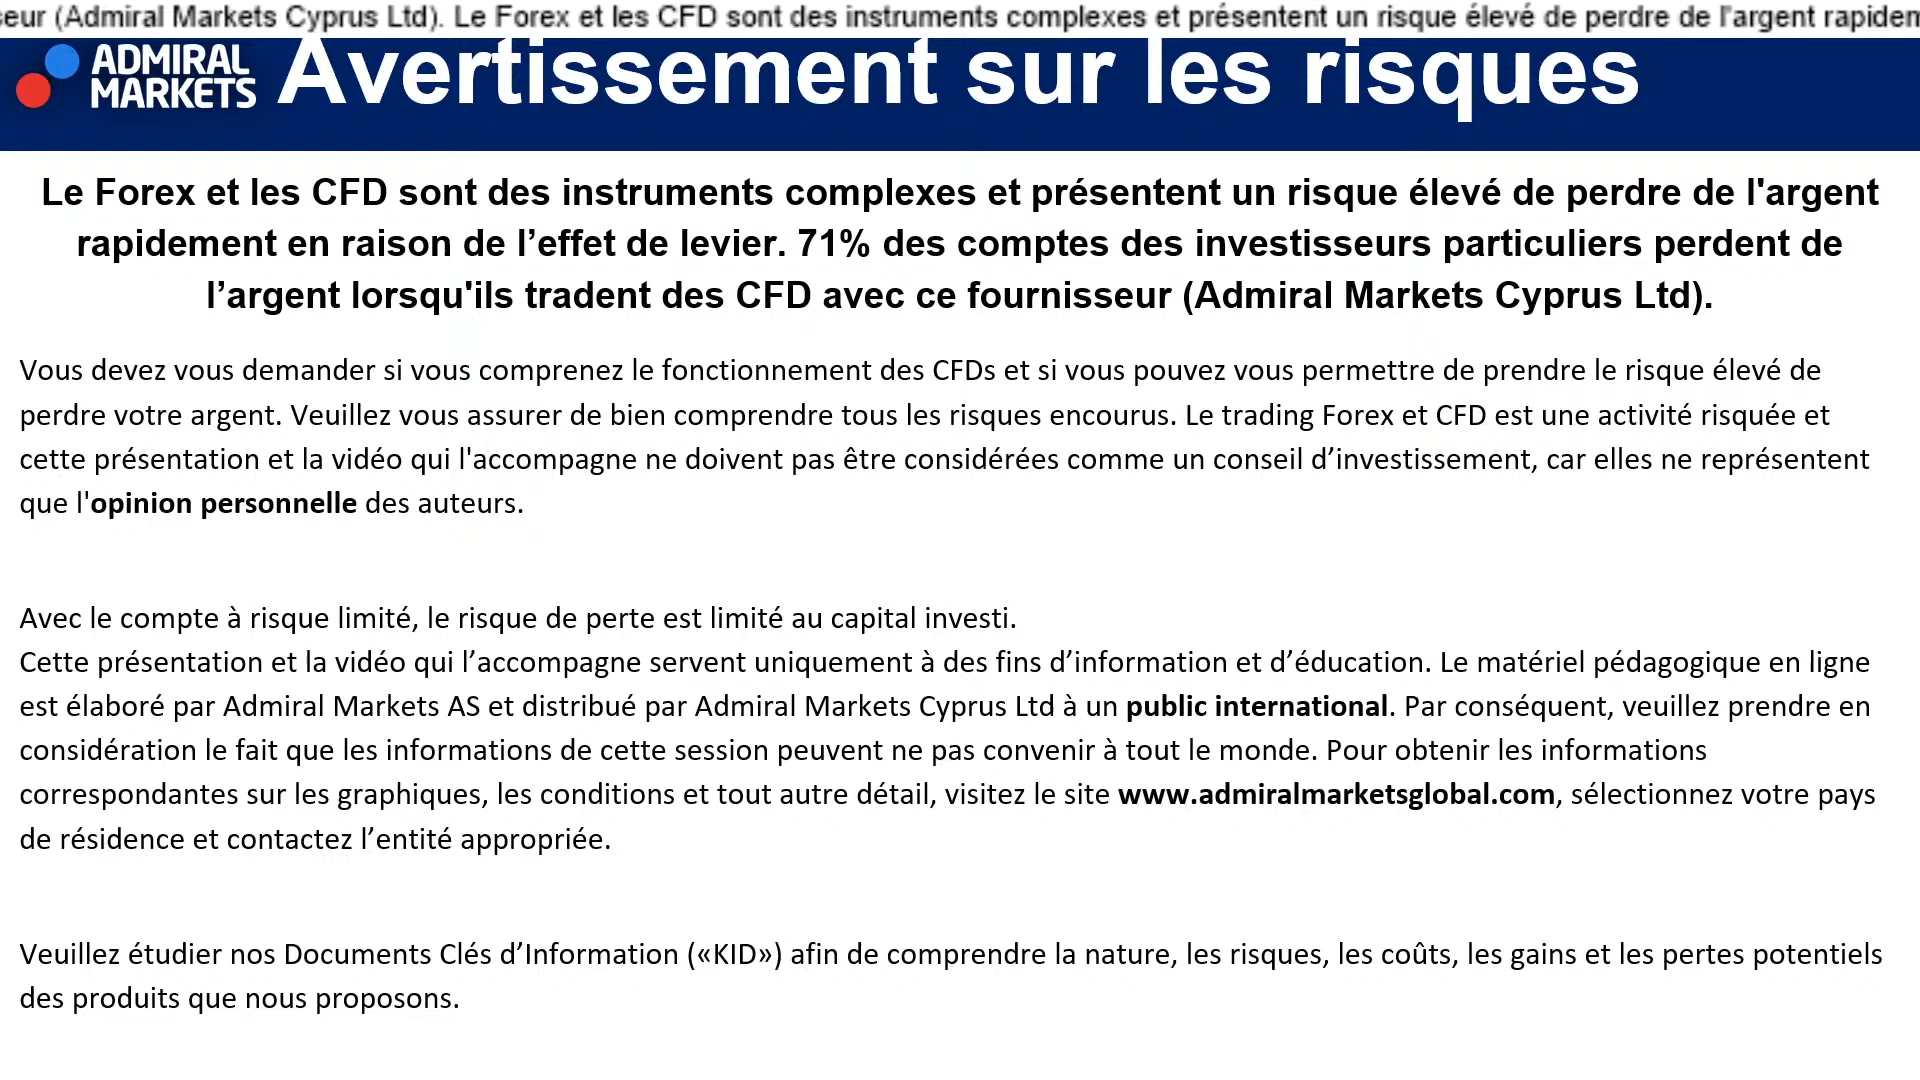 seur (Admiral Markets Cyprus Ltd). Le Forex et les CFD sont des instruments complexes et présentent un risque élevé de perdre de l'argent rapidem
ADMIRAL
MARKETS
Avertissement sur les risques
Le Forex et les CFD sont des instruments complexes et présentent un risque élevé de perdre de l'argent
rapidement en raison de l’effet de levier. 71% des comptes des investisseurs particuliers perdent de
l’argent lorsqu'ils tradent des CFD avec ce fournisseur (Admiral Markets Cyprus Ltd).
Vous devez vous demander si vous comprenez le fonctionnement des CFDs et si vous pouvez vous permettre de prendre le risque élevé de
perdre votre argent. Veuillez vous assurer de bien comprendre tous les risques encourus. Le trading Forex et CFD est une activité risquée et
cette présentation et la vidéo qui l'accompagne ne doivent pas être considérées comme un conseil d’investissement, car elles ne représentent
que l'opinion personnelle des auteurs.
Avec le compte à risque limité, le risque de perte est limité au capital investi.
Cette présentation et la vidéo qui l’accompagne servent uniquement à des fins d’information et d’éducation. Le matériel pédagogique en ligne
est élaboré par Admiral Markets AS et distribué par Admiral Markets Cyprus Ltd à un public international. Par conséquent, veuillez prendre en
considération le fait que les informations de cette session peuvent ne pas convenir à tout le monde. Pour obtenir les informations
correspondantes sur les graphiques, les conditions et tout autre détail, visitez le site www.admiralmarketsglobal.com, sélectionnez votre pays
de résidence et contactez l’entité appropriée.
Veuillez étudier nos Documents Clés d’Information («KID») afin de comprendre la nature, les risques, les coûts, les gains et les pertes potentiels
des produits que nous proposons.